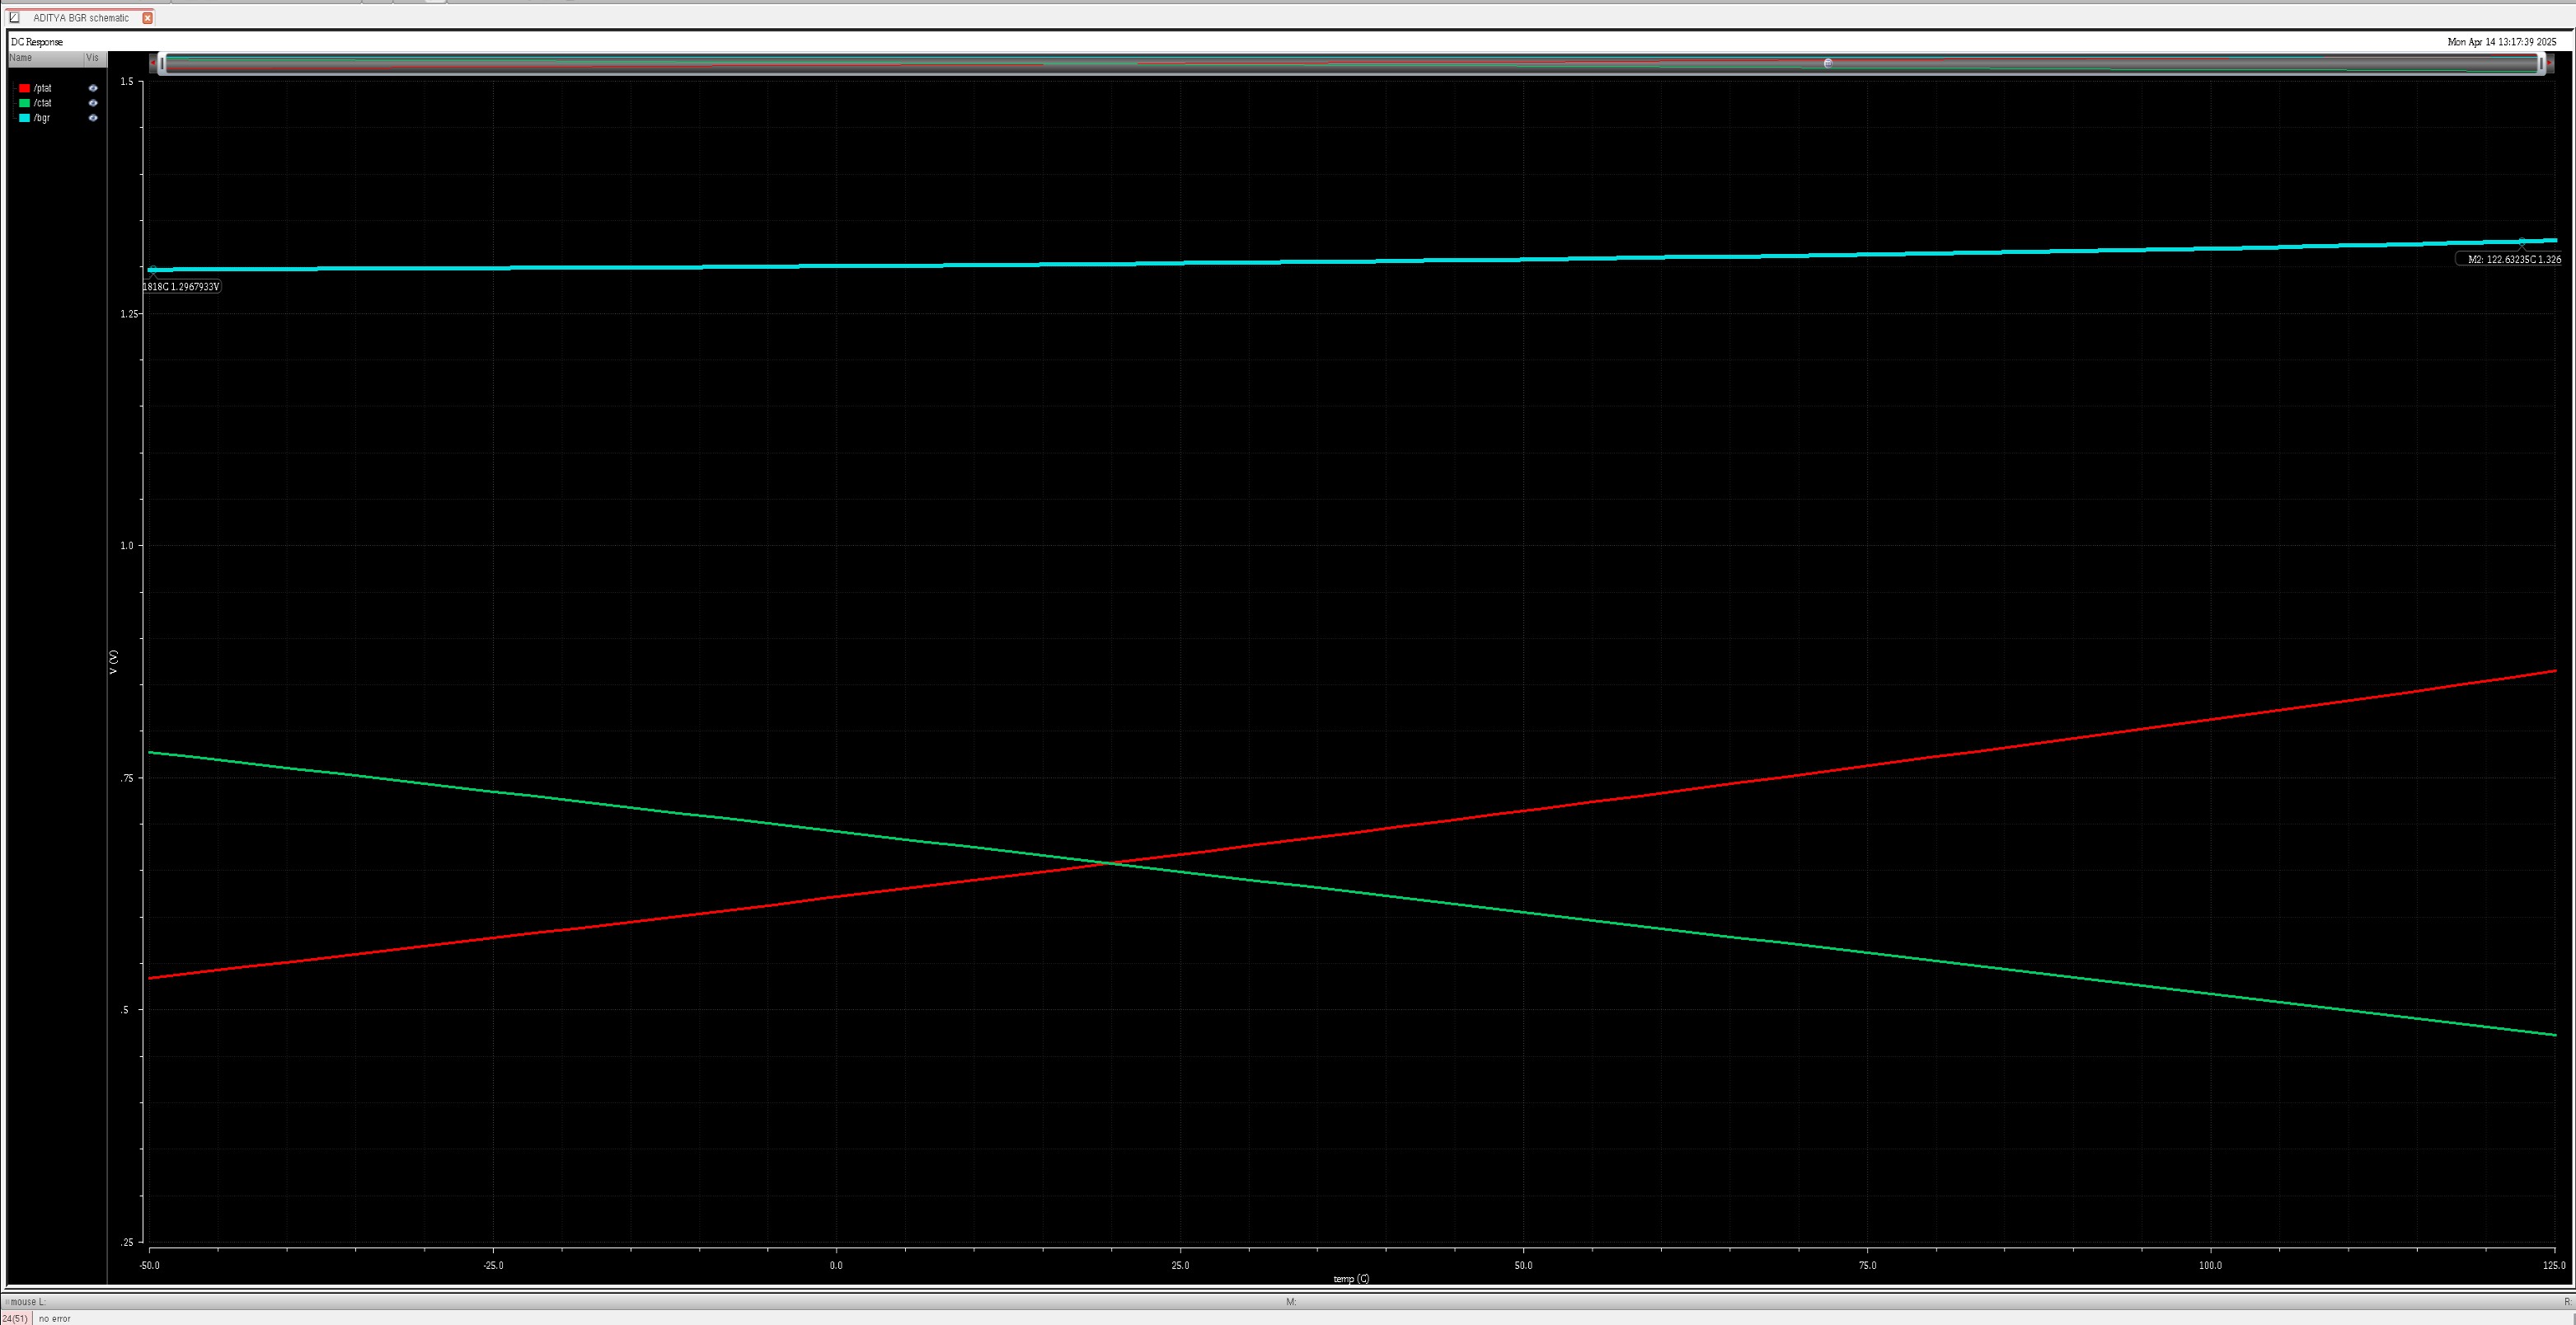 ADITYA BGR schematic
DC Response
Mon Apr 14 13:17:39 2025
Name Vis
/ptat
/ctat
/bgr
1.5
1.25
1.0
.75
.5
.25
V (V)
1818C 1.2967933V
M2: 122.63235C 1.326
-50.0 -25.0 0.0 25.0 50.0 75.0 100.0 125.0
temp (C)
mouse L: M: R:
24(51) no error